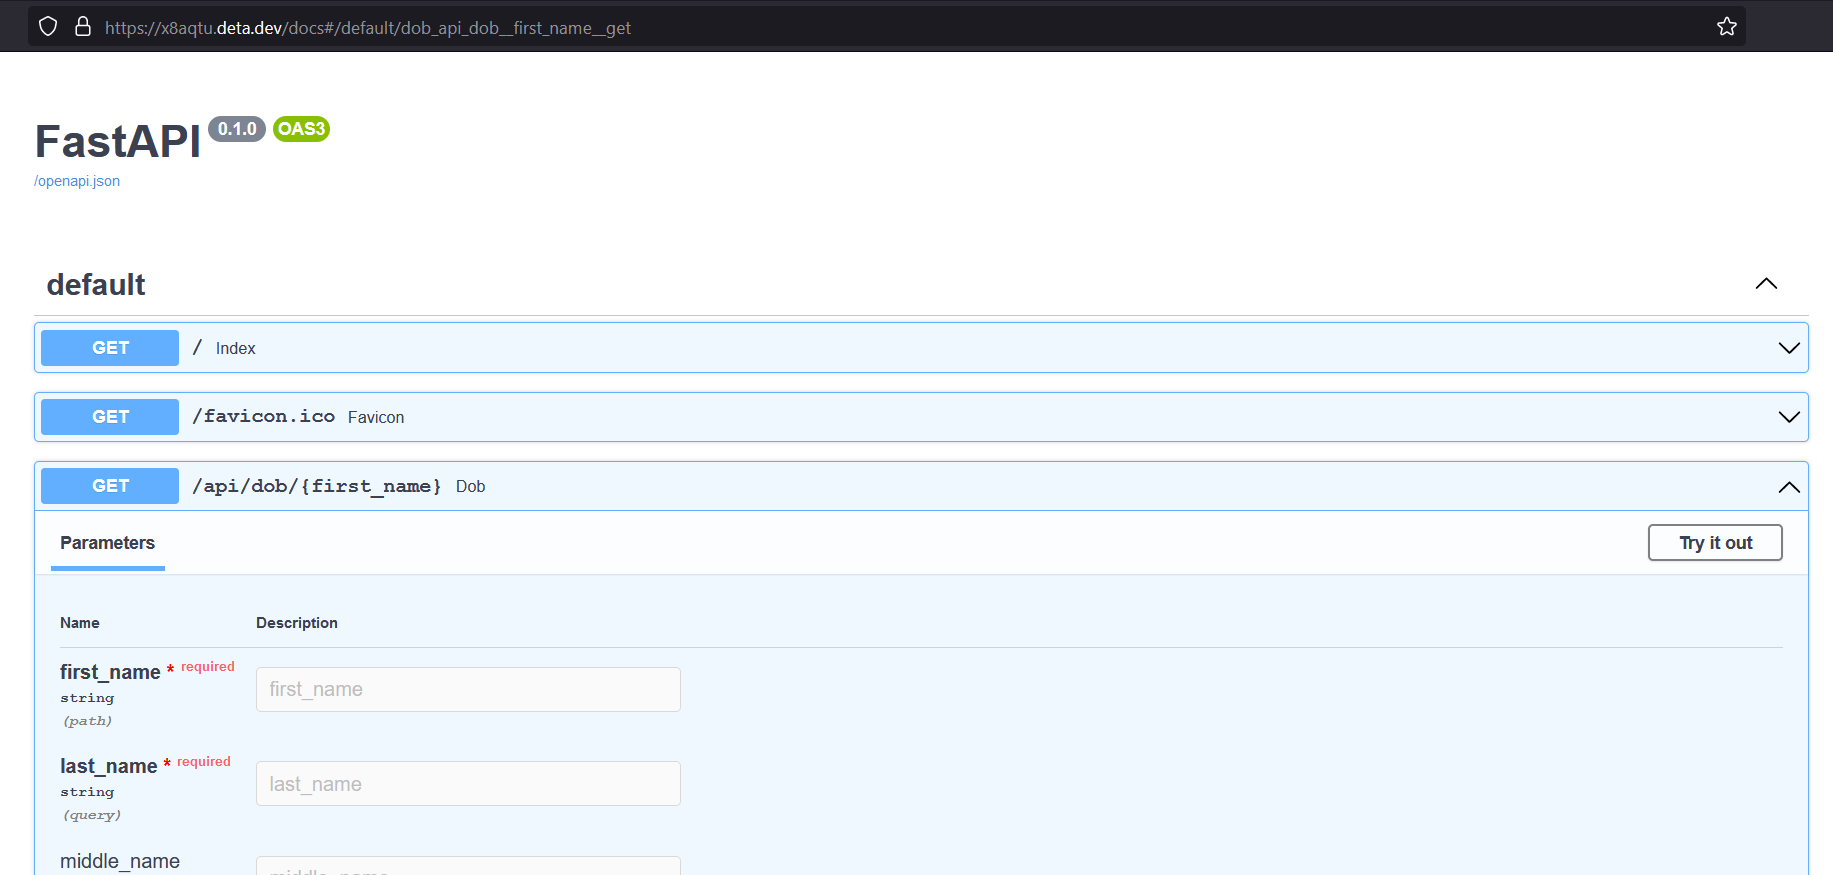 https://x8aqtu.deta.dev/docs#/default/dob_api_dob__first_name__get
FastAPI 0.1.0 OAS3
/openapi.json
default
GET / Index
GET /favicon.ico Favicon
GET /api/dob/{first_name} Dob
Parameters Try it out
Name Description
first_name * required first_name
string
(path)
last_name * required last_name
string
(query)
middle_name middle_name